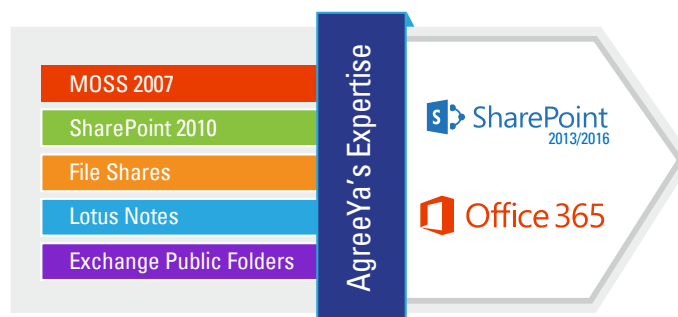 MOSS 2007
SharePoint 2010
File Shares
Lotus Notes
Exchange Public Folders
AgreeYa's Expertise
S SharePoint
2013/2016
Office 365